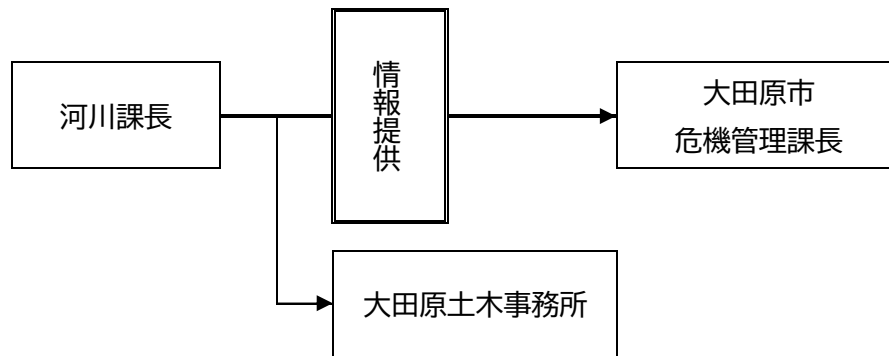 河川課長
情報提供
大田原市
危機管理課長
大田原土木事務所